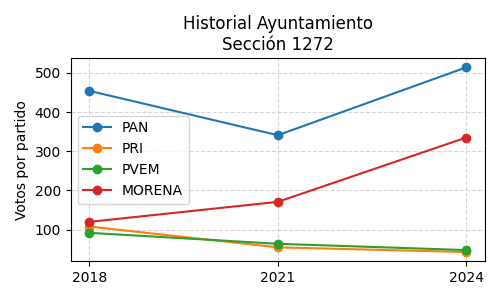 Historial Ayuntamiento
Sección 1272
Votos por partido
500
400
300
200
100
PAN
PRI
PVEM
MORENA
2018
2021
2024